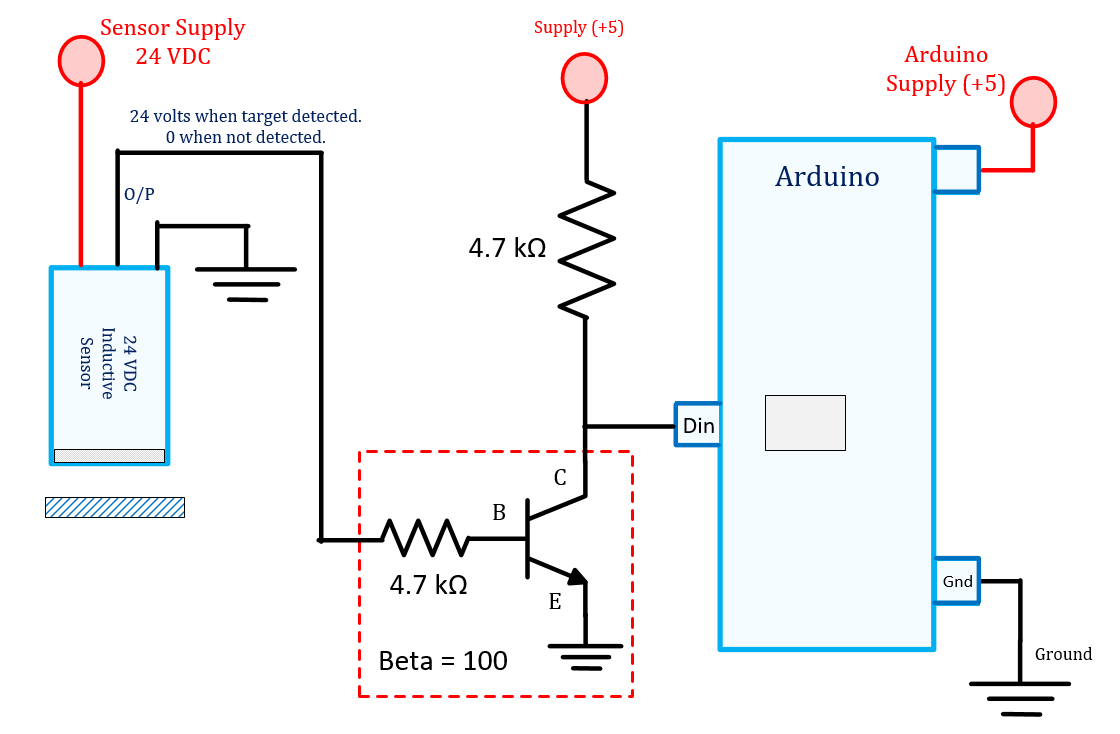 Sensor Supply
24 VDC
Supply (+5)
Arduino
Supply (+5)
24 volts when target detected.
0 when not detected.
O/P
Arduino
4.7 kΩ
24 VDC
Inductive
Sensor
Din
C
B
4.7 kΩ
E
Gnd
Beta = 100
Ground